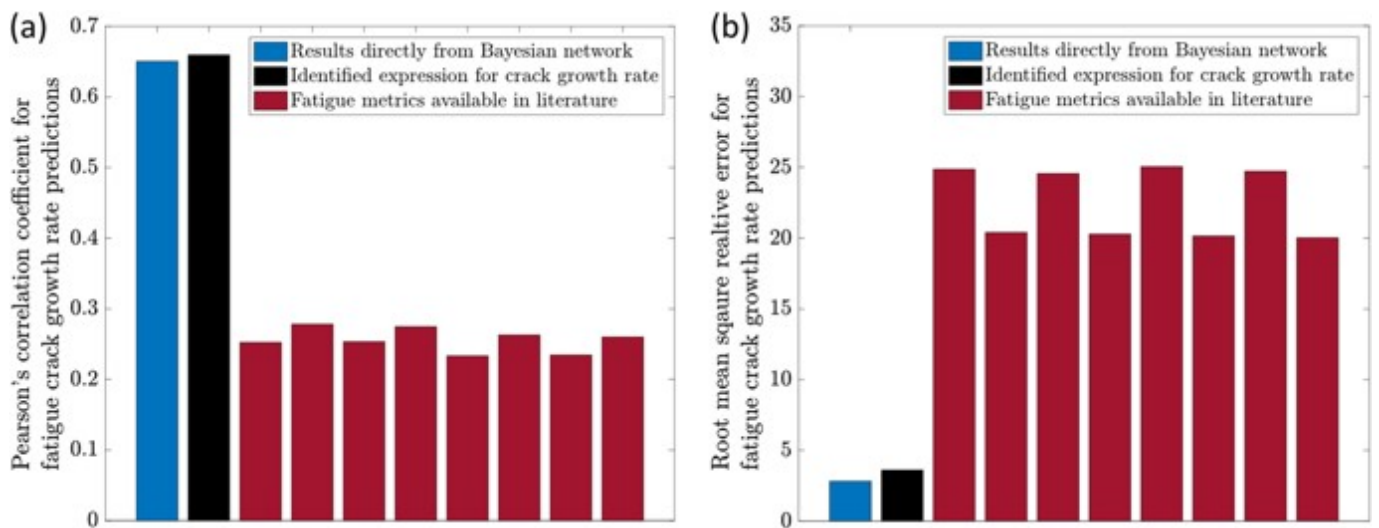 (a)
Pearson's correlation coefficient for
fatigue crack growth rate predictions
0.7
0.6
0.5
0.4
0.3
0.2
0.1
0
Results directly from Bayesian network
Identified expression for crack growth rate
Fatigue metrics available in literature
(b)
Root mean sqaure realtive error for
fatigue crack growth rate predictions
35
30
25
20
15
10
5
0
Results directly from Bayesian network
Identified expression for crack growth rate
Fatigue metrics available in literature